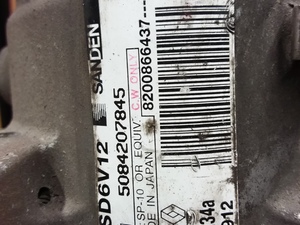 SANDEN
SD6V12
5084207845
C.W ONLY
SP-10 OR EQUIV
DE IN JAPAN
8200866437---
34a
912